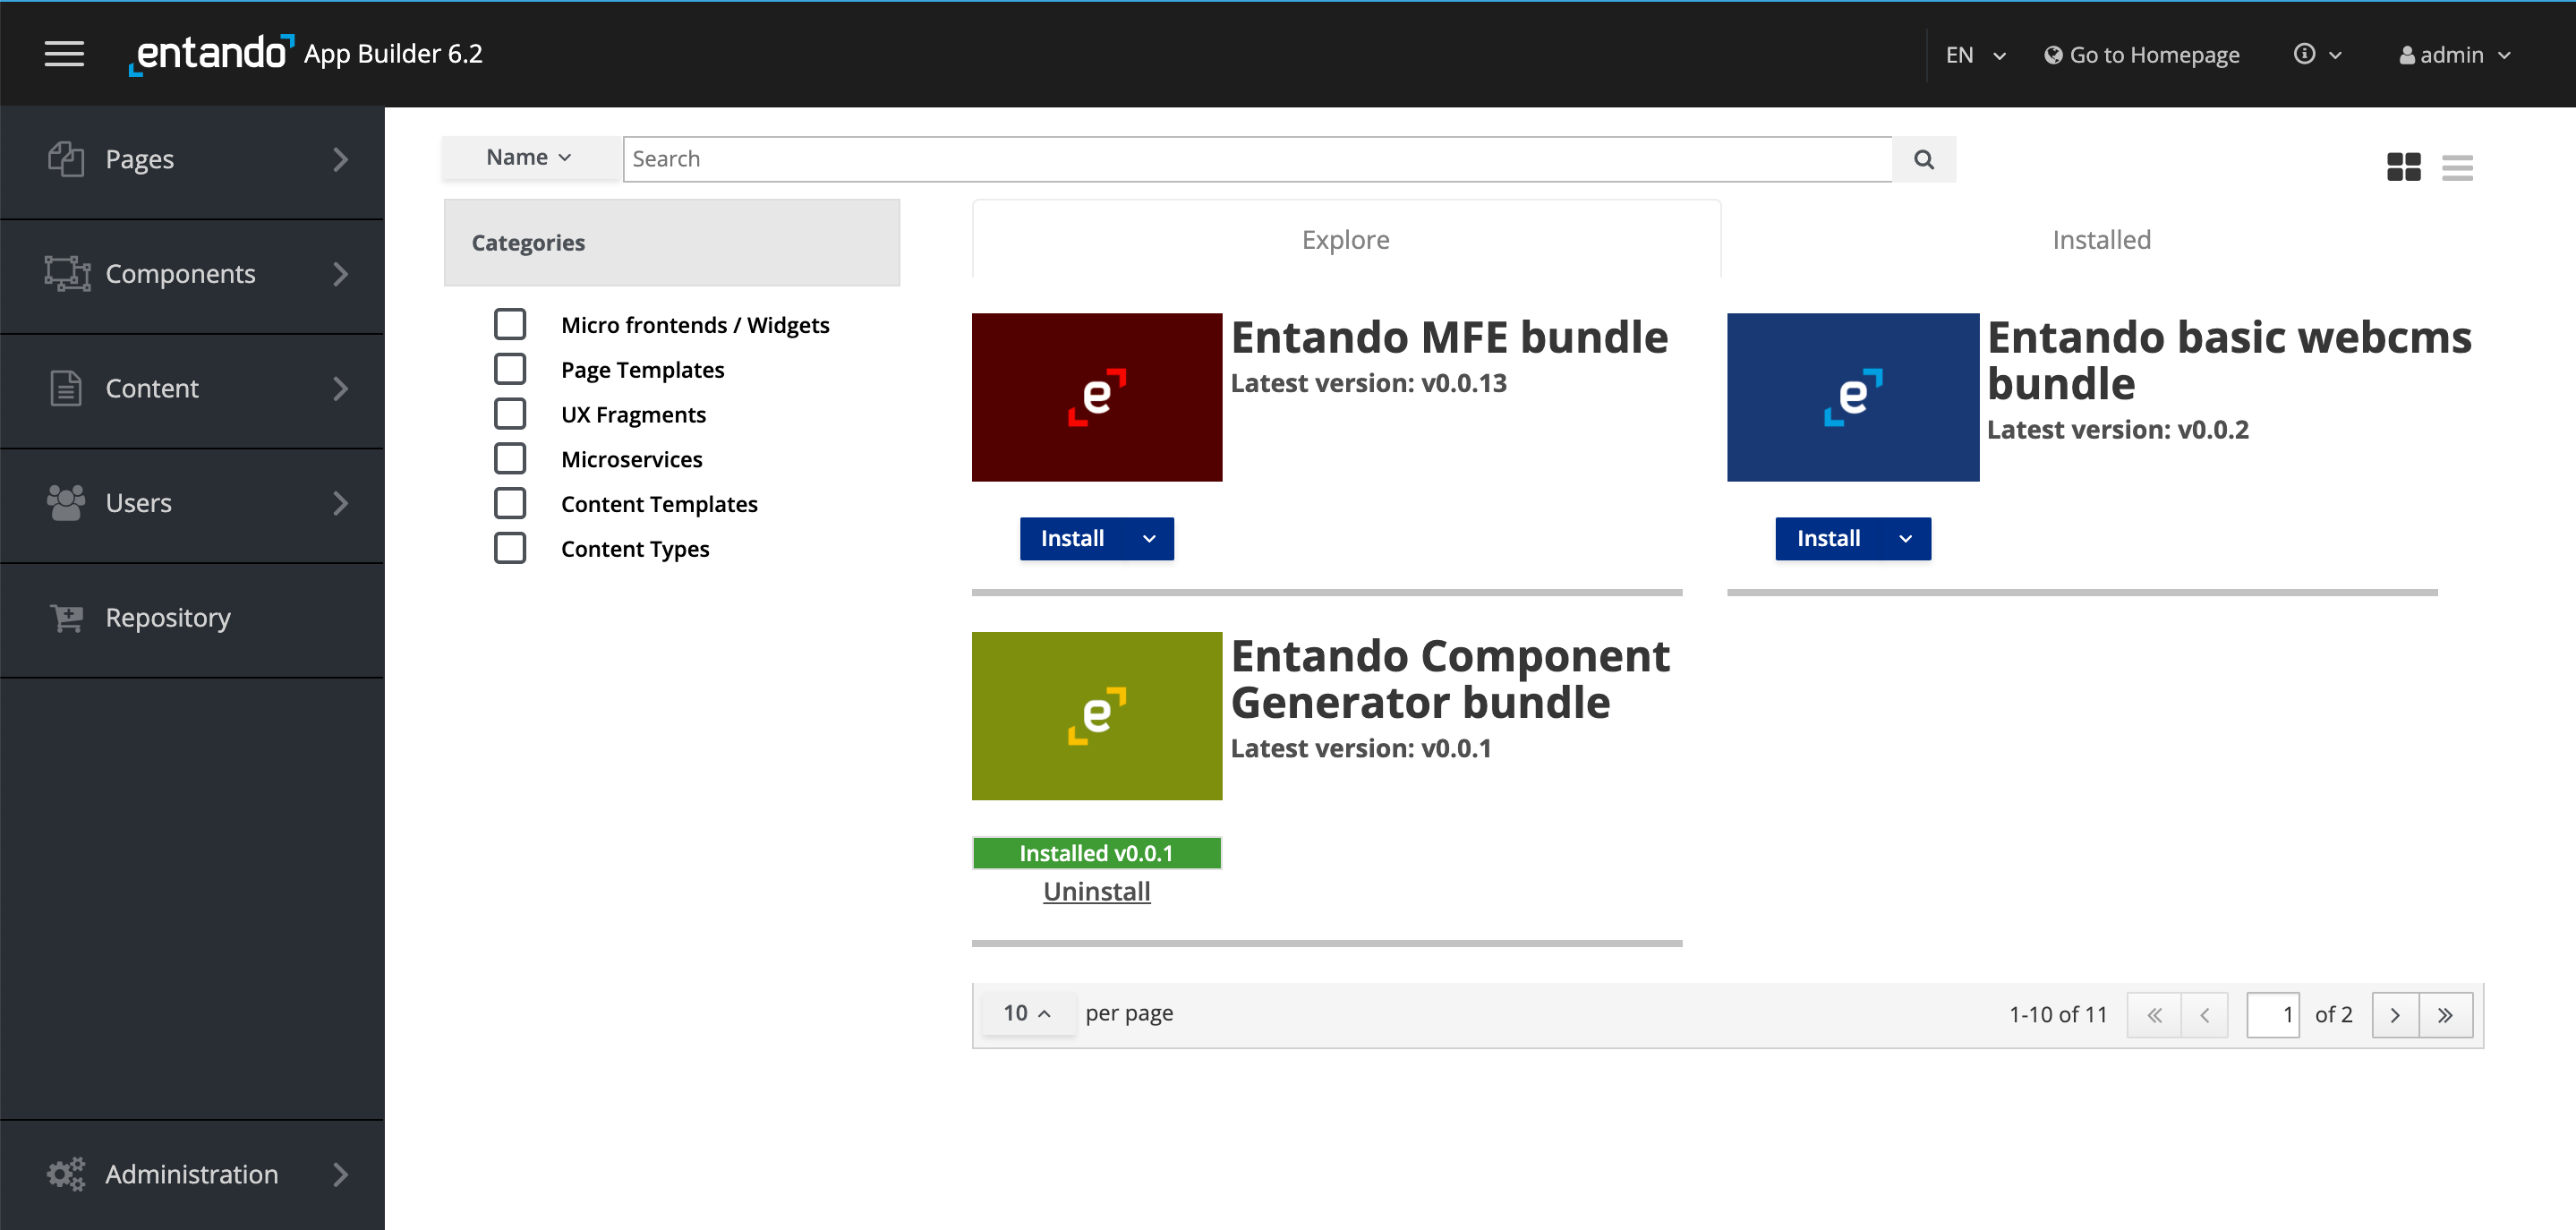 entando App Builder 6.2
EN
Go to Homepage
admin
Pages
Components
Content
Users
Repository
Administration
Name
Search
Categories
Micro frontends / Widgets
Page Templates
UX Fragments
Microservices
Content Templates
Content Types
Explore
Installed
e
Entando MFE bundle
Latest version: v0.0.13
Install
e
Entando basic webcms
bundle
Latest version: v0.0.2
Install
e
Entando Component
Generator bundle
Latest version: v0.0.1
Installed v0.0.1
Uninstall
10 per page
1-10 of 11
1 of 2